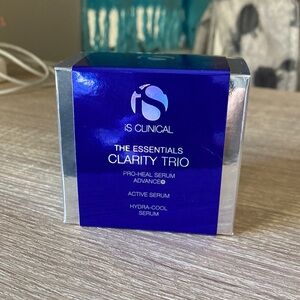 iS
iS CLINICAL
THE ESSENTIALS
CLARITY TRIO
PRO-HEAL SERUM
ADVANCE+
ACTIVE SERUM
HYDRA-COOL
SERUM